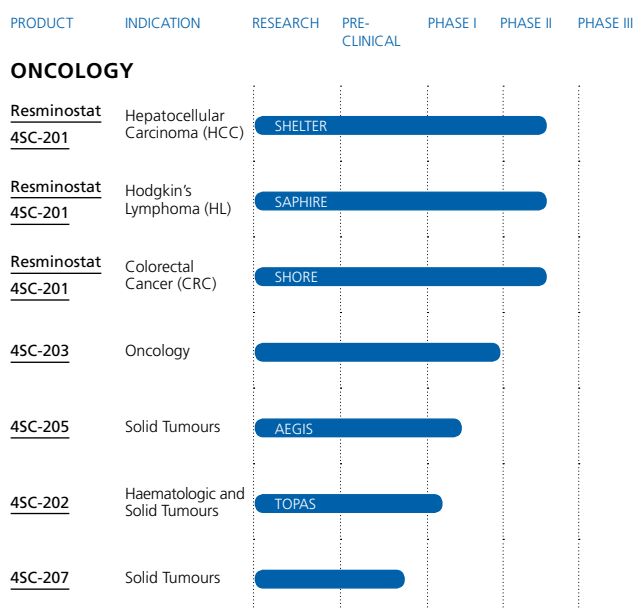 PRODUCT INDICATION RESEARCH PRE-CLINICAL PHASE I PHASE II PHASE III
ONCOLOGY
Resminostat
4SC-201
Hepatocellular
Carcinoma (HCC)
SHELTER
Resminostat
4SC-201
Hodgkin’s
Lymphoma (HL)
SAPHIRE
Resminostat
4SC-201
Colorectal
Cancer (CRC)
SHORE
4SC-203
Oncology
4SC-205
Solid Tumours
AEGIS
4SC-202
Haematologic and
Solid Tumours
TOPAS
4SC-207
Solid Tumours